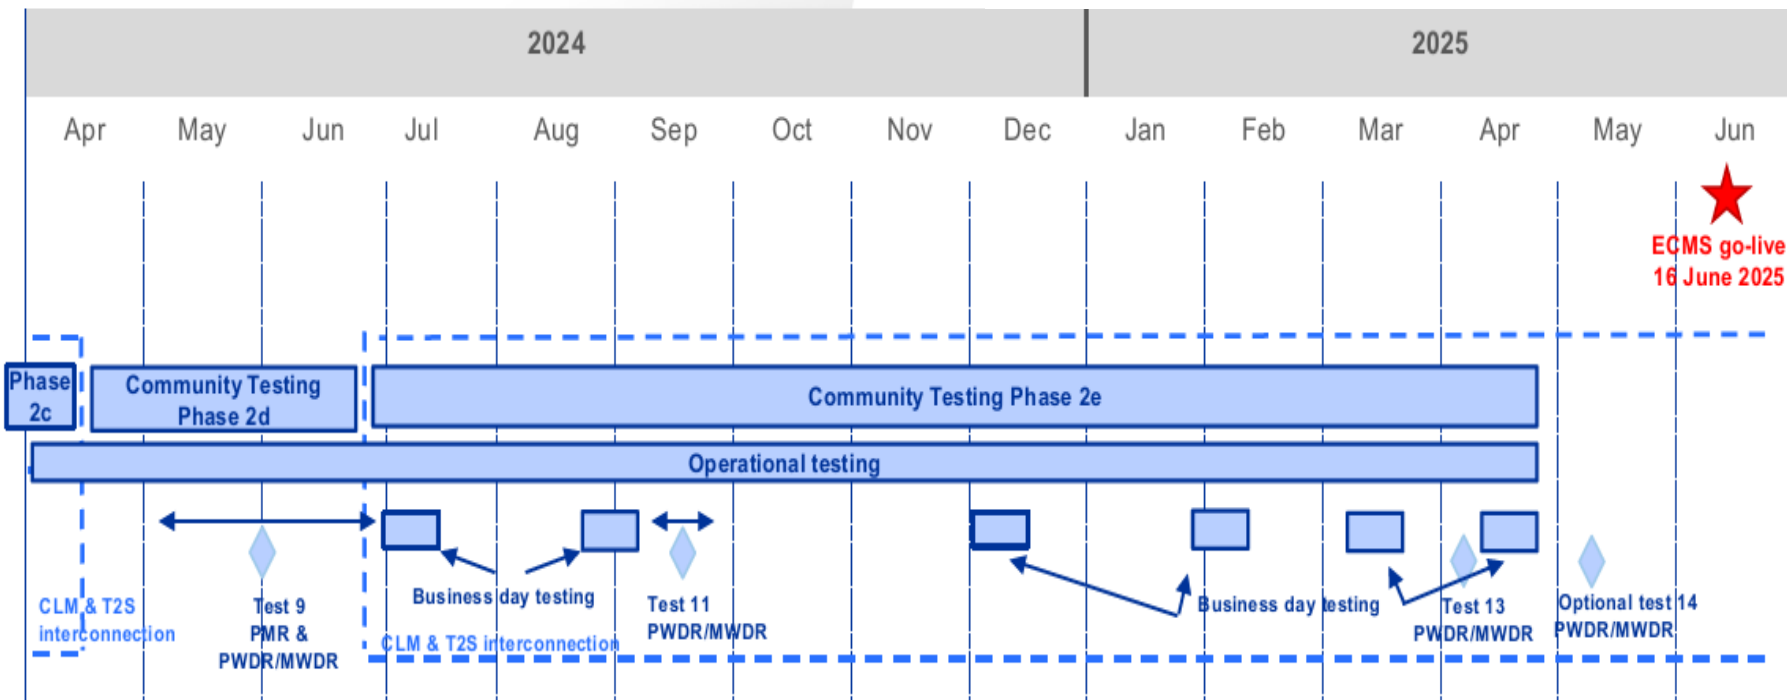 2024
2025
Apr
May
Jun
Jul
Aug
Sep
Oct
Nov
Dec
Jan
Feb
Mar
Apr
May
Jun
ECMS go-live
16 June 2025
Phase
2c
Community Testing
Phase 2d
Community Testing Phase 2e
Operational testing
CLM & T2S
interconnection
Test 9
PMR &
PWDR/MWDR
Business day testing
CLM & T2S interconnection
Test 11
PWDR/MWDR
Business day testing
Test 13
PWDR/MWDR
Optional test 14
PWDR/MWDR